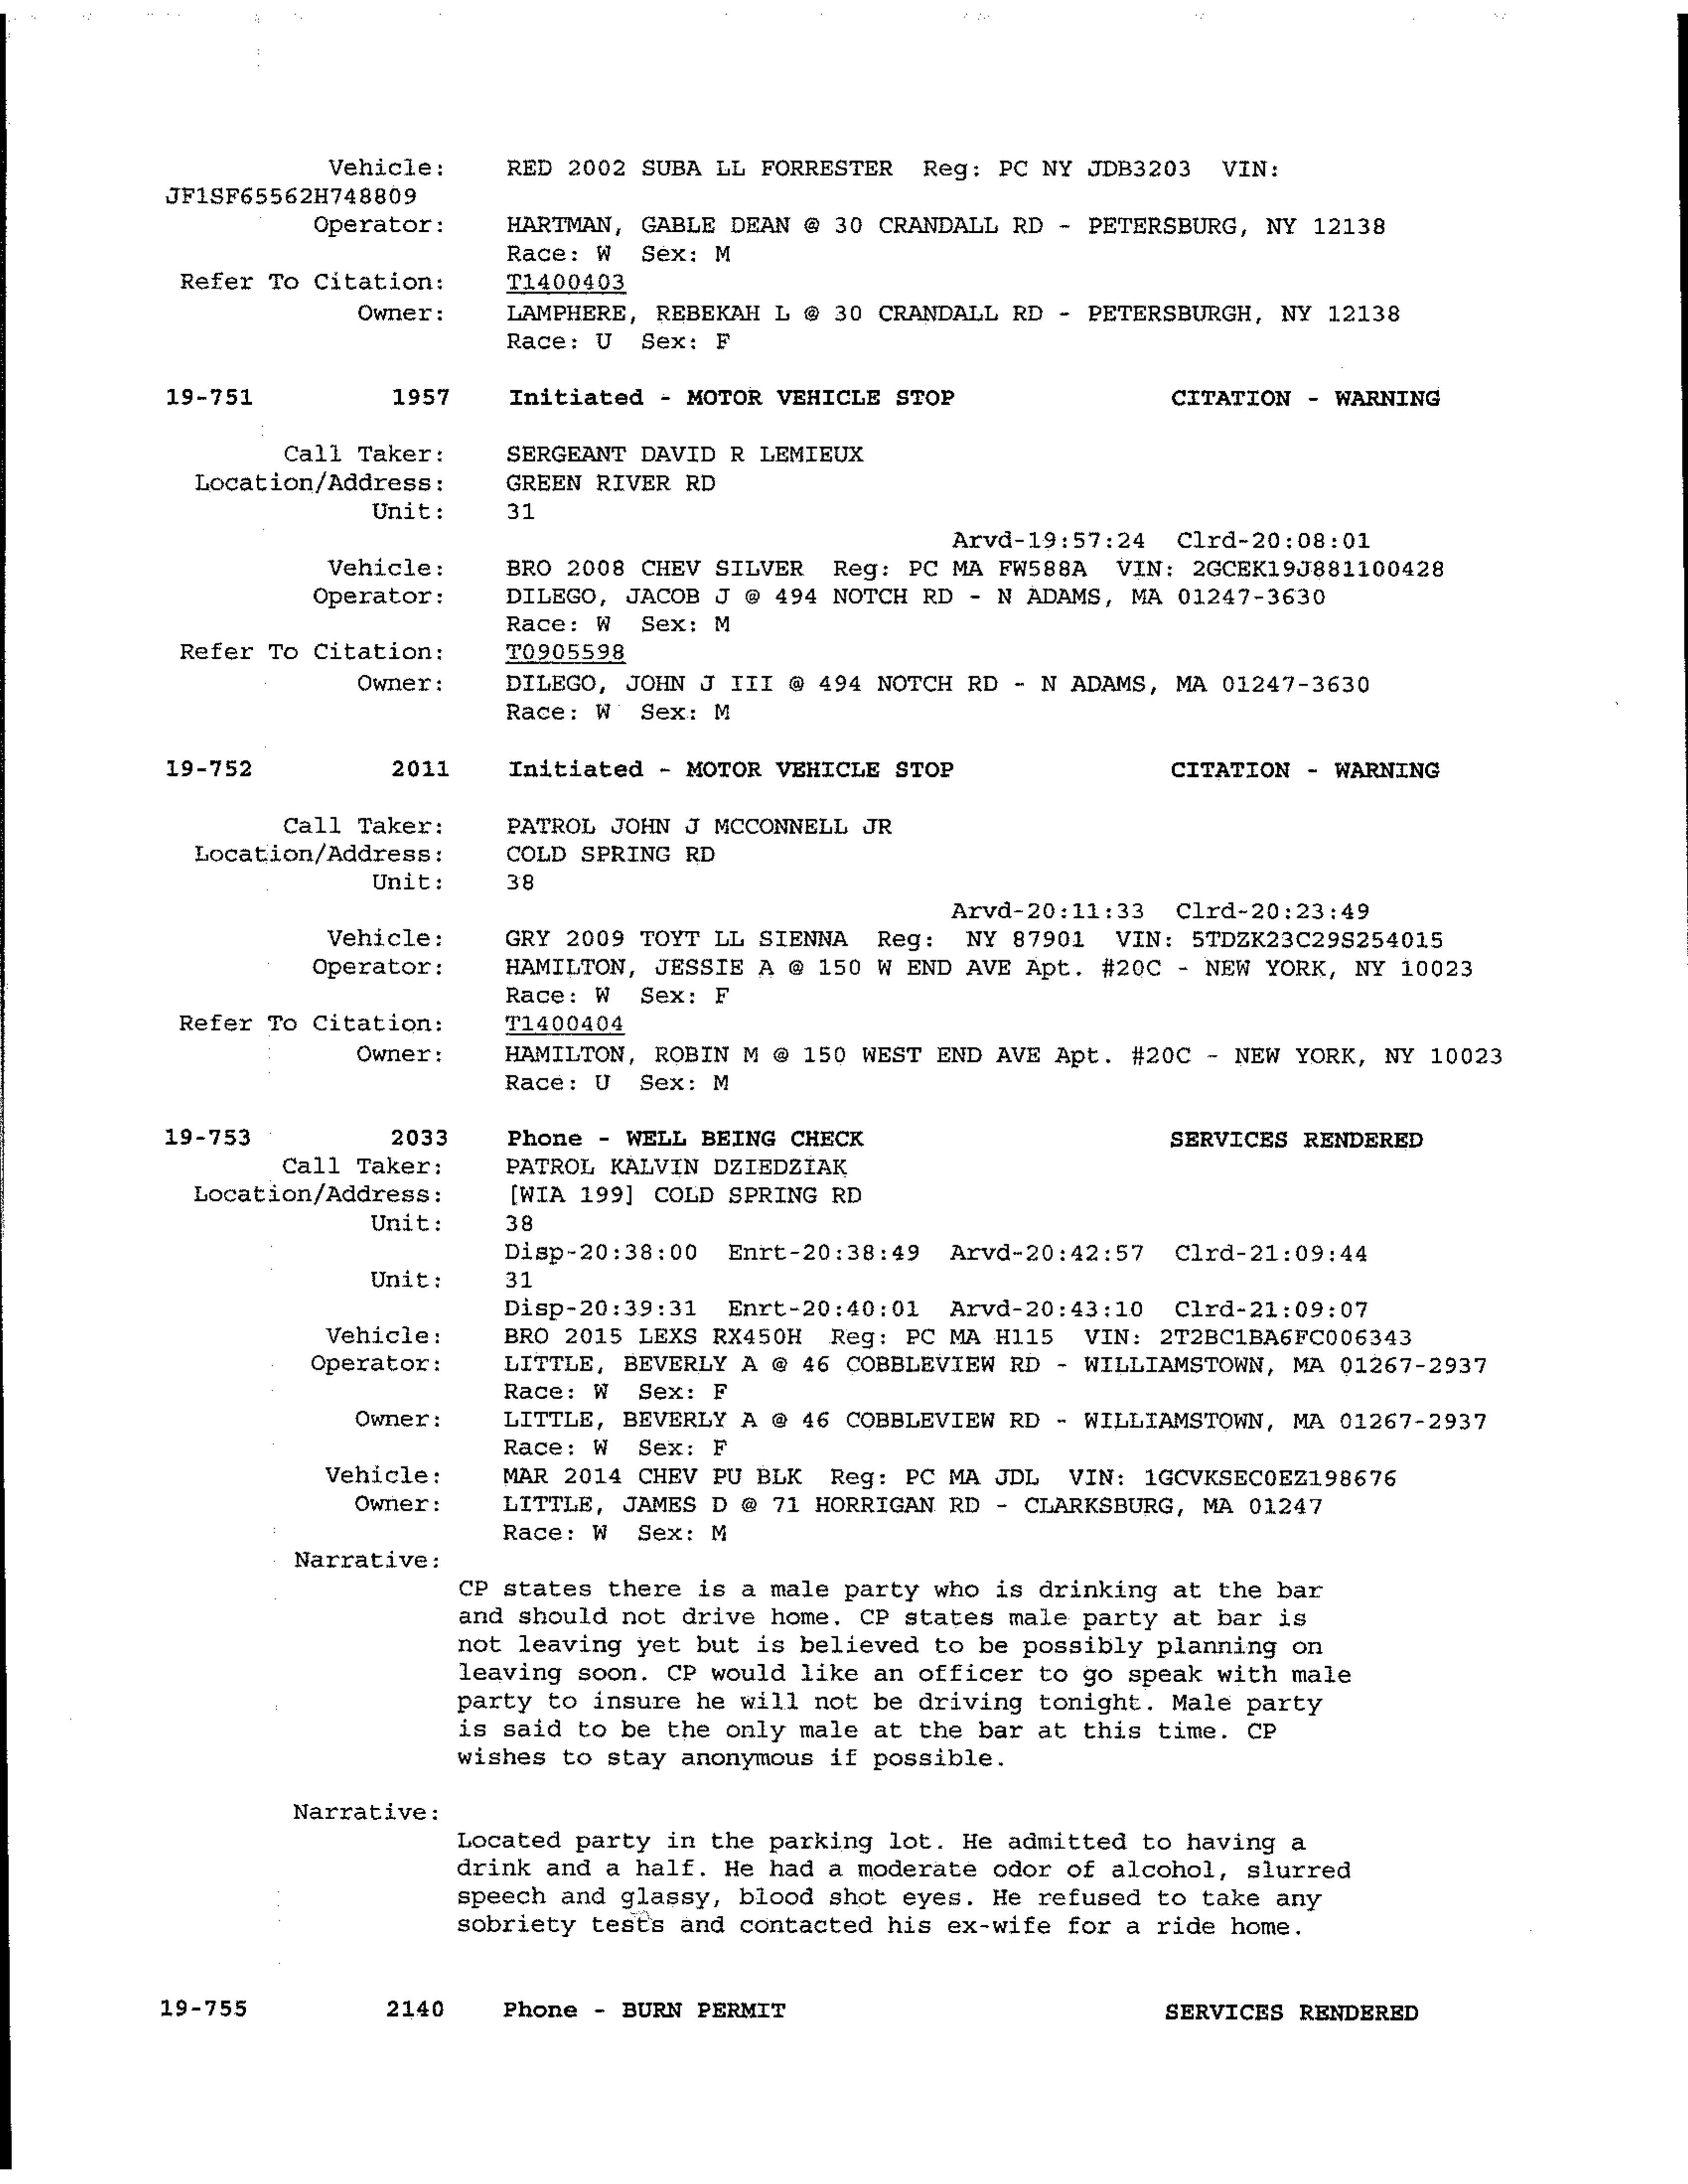 Vehicle: RED 2002 SUBA LL FORRESTER Reg: PC NY JDB3203 VIN:
JF1SF65562H748809
Operator: HARTMAN, GABLE DEAN @ 30 CRANDALL RD - PETERSBURG, NY 12138
Race: W Sex: M
Refer To Citation: T1400403
Owner: LAMPHERE, REBEKAH L @ 30 CRANDALL RD - PETERSBURGH, NY 12138
Race: U Sex: F
19-751 1957 Initiated - MOTOR VEHICLE STOP CITATION - WARNING
Call Taker: SERGEANT DAVID R LEMIEUX
Location/Address: GREEN RIVER RD
Unit: 31
Arvd-19:57:24 Clrd-20:08:01
Vehicle: BRO 2008 CHEV SILVER Reg: PC MA FW588A VIN: 2GCEK19J881100428
Operator: DILEGO, JACOB J @ 494 NOTCH RD - N ADAMS, MA 01247-3630
Race: W Sex: M
Refer To Citation: T0905598
Owner: DILEGO, JOHN J III @ 494 NOTCH RD - N ADAMS, MA 01247-3630
Race: W Sex: M
19-752 2011 Initiated - MOTOR VEHICLE STOP CITATION - WARNING
Call Taker: PATROL JOHN J MCCONNELL JR
Location/Address: COLD SPRING RD
Unit: 38
Arvd-20:11:33 Clrd-20:23:49
Vehicle: GRY 2009 TOYT LL SIENNA Reg: NY 87901 VIN: 5TDZK23C29S254015
Operator: HAMILTON, JESSIE A @ 150 W END AVE Apt. #20C - NEW YORK, NY 10023
Race: W Sex: F
Refer To Citation: T1400404
Owner: HAMILTON, ROBIN M @ 150 WEST END AVE Apt. #20C - NEW YORK, NY 10023
Race: U Sex: M
19-753 2033 Phone - WELL BEING CHECK SERVICES RENDERED
Call Taker: PATROL KALVIN DZIEDZIAK
Location/Address: [WIA 199] COLD SPRING RD
Unit: 38
Disp-20:38:00 Enrt-20:38:49 Arvd-20:42:57 Clrd-21:09:44
Unit: 31
Disp-20:39:31 Enrt-20:40:01 Arvd-20:43:10 Clrd-21:09:07
Vehicle: BRO 2015 LEXS RX450H Reg: PC MA H115 VIN: 2T2BC1BA6FC006343
Operator: LITTLE, BEVERLY A @ 46 COBBLEVIEW RD - WILLIAMSTOWN, MA 01267-2937
Race: W Sex: F
Owner: LITTLE, BEVERLY A @ 46 COBBLEVIEW RD - WILLIAMSTOWN, MA 01267-2937
Race: W Sex: F
Vehicle: MAR 2014 CHEV PU BLK Reg: PC MA JDL VIN: 1GCVKSEC0EZ198676
Owner: LITTLE, JAMES D @ 71 HORRIGAN RD - CLARKSBURG, MA 01247
Race: W Sex: M
Narrative:
CP states there is a male party who is drinking at the bar
and should not drive home. CP states male party at bar is
not leaving yet but is believed to be possibly planning on
leaving soon. CP would like an officer to go speak with male
party to insure he will not be driving tonight. Male party
is said to be the only male at the bar at this time. CP
wishes to stay anonymous if possible.
Narrative:
Located party in the parking lot. He admitted to having a
drink and a half. He had a moderate odor of alcohol, slurred
speech and glassy, blood shot eyes. He refused to take any
sobriety tests and contacted his ex-wife for a ride home.
19-755 2140 Phone - BURN PERMIT SERVICES RENDERED